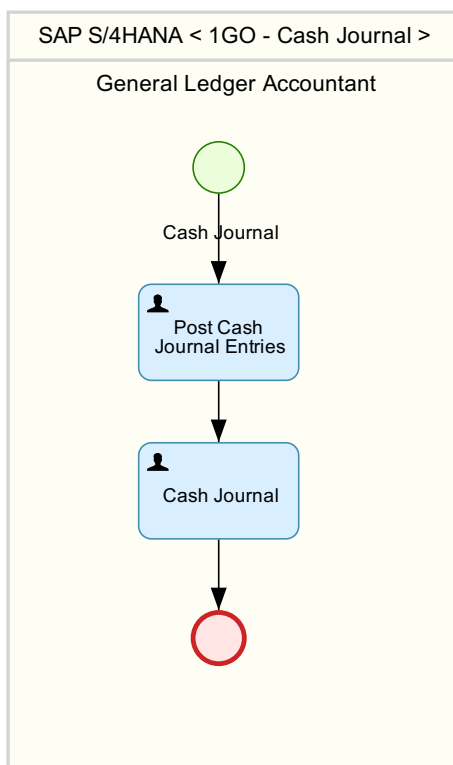 SAP S/4HANA < 1GO - Cash Journal >
General Ledger Accountant
Cash Journal
Post Cash
Journal Entries
Cash Journal